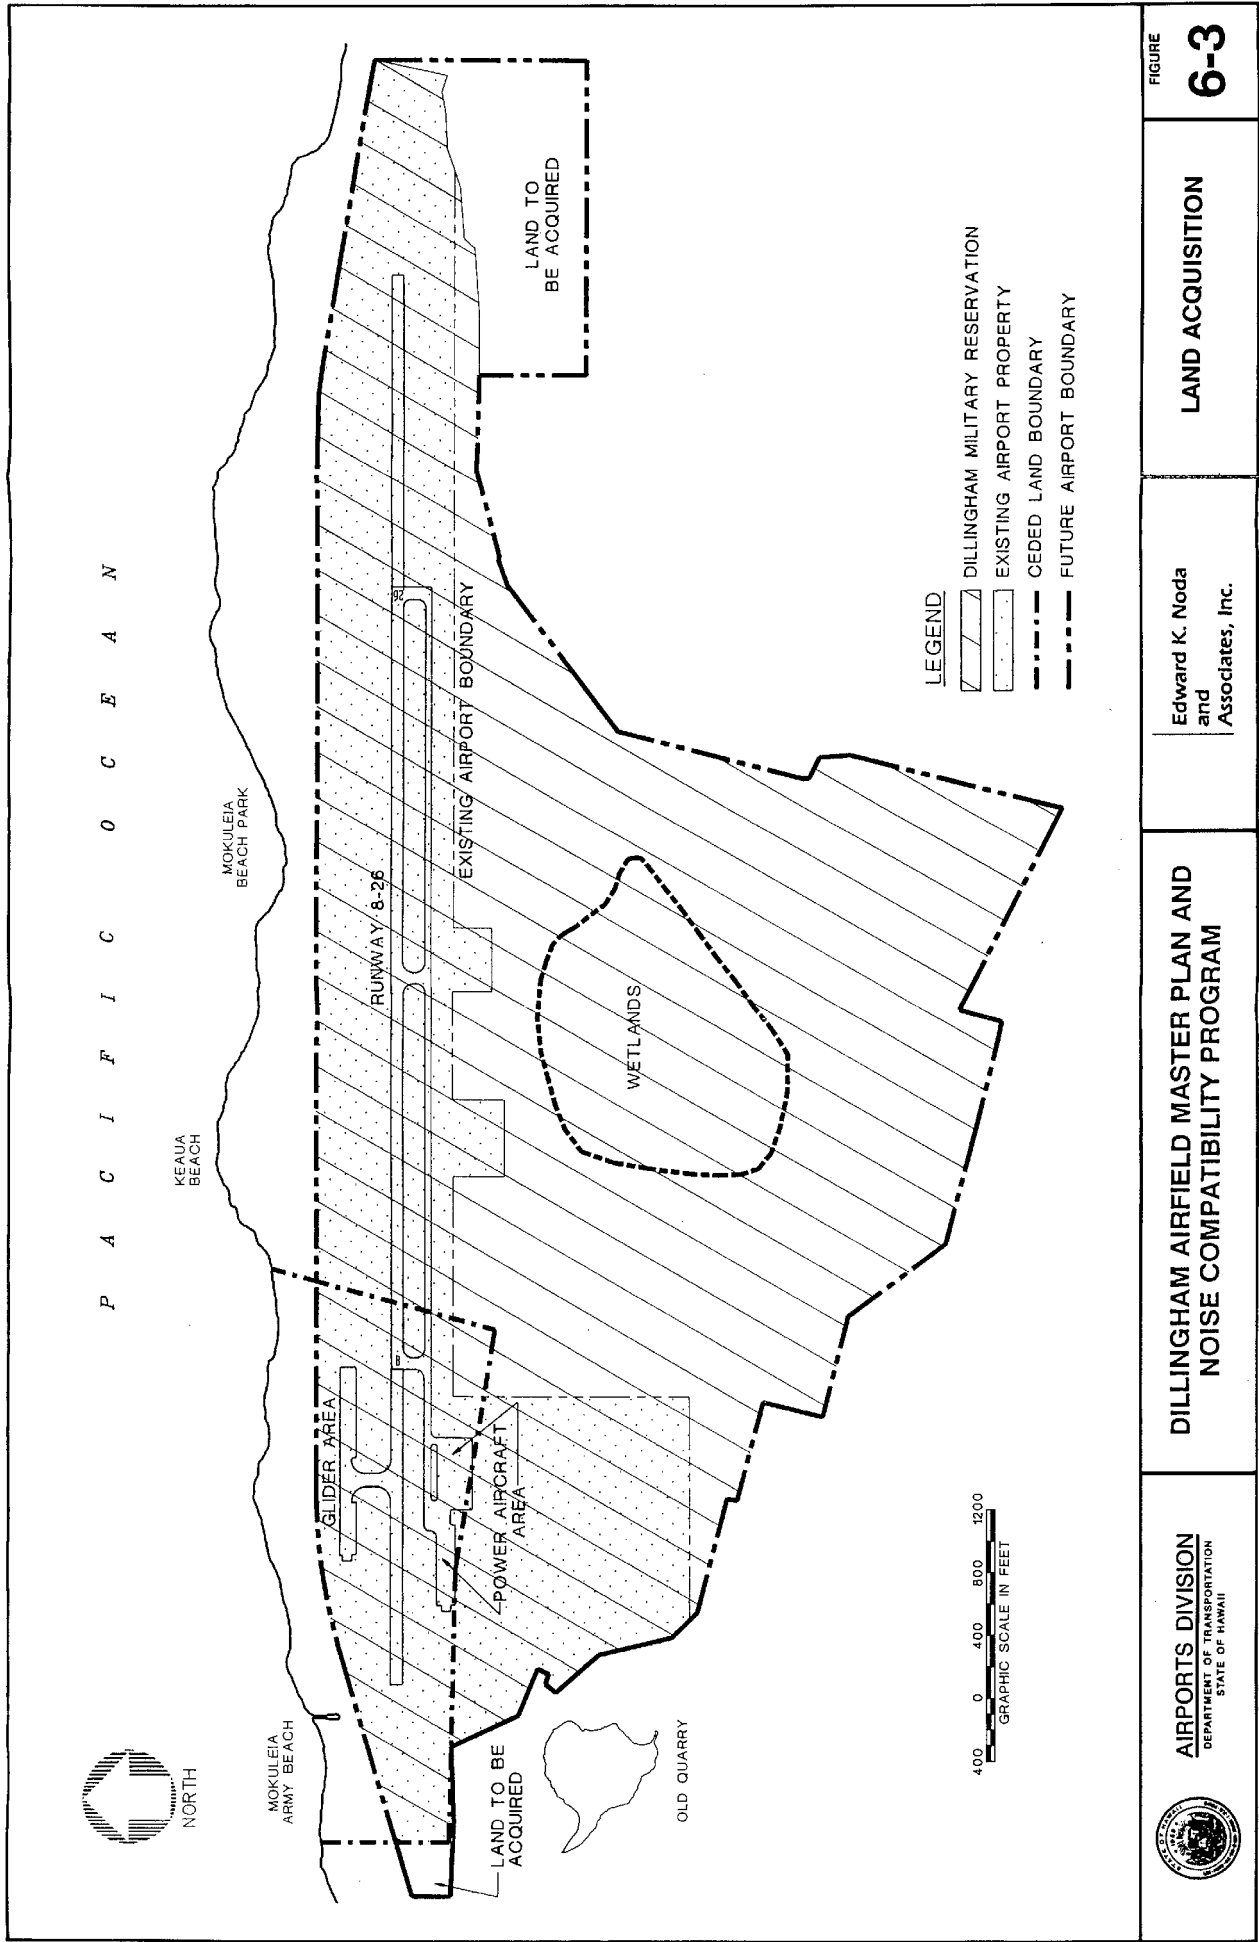 P A C I F I C O C E A N
NORTH
MOKULEIA
ARMY BEACH
KEAUA
BEACH
MOKULEIA
BEACH PARK
GLIDER AREA
RUNWAY 8-26
8
26
EXISTING AIRPORT BOUNDARY
POWER AIRCRAFT
AREA
LAND TO BE
ACQUIRED
LAND TO
BE ACQUIRED
OLD QUARRY
WETLANDS
LEGEND
DILLINGHAM MILITARY RESERVATION
EXISTING AIRPORT PROPERTY
CEDED LAND BOUNDARY
FUTURE AIRPORT BOUNDARY
400 0 400 800 1200
GRAPHIC SCALE IN FEET
AIRPORTS DIVISION
DEPARTMENT OF TRANSPORTATION
STATE OF HAWAII
DILLINGHAM AIRFIELD MASTER PLAN AND
NOISE COMPATIBILITY PROGRAM
Edward K. Noda
and
Associates, Inc.
LAND ACQUISITION
FIGURE
6-3